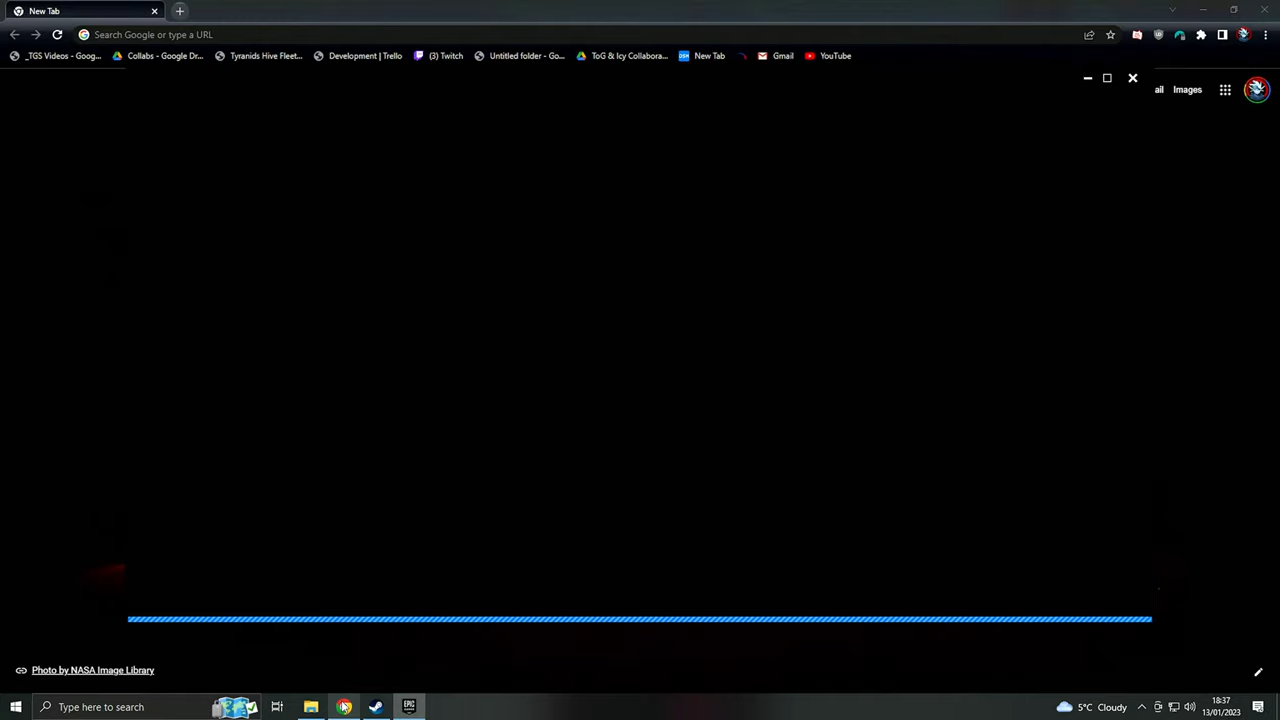 New Tab
Search Google or type a URL
_TGS Videos - Goog...
Collabs - Google Dr...
Tyranids Hive Fleet...
Development | Trello
(3) Twitch
Untitled folder - Go...
ToG & Icy Collabora...
New Tab
Gmail
YouTube
ail
Images
Photo by NASA Image Library
Type here to search
EPIC
5°C Cloudy
18:37
13/01/2023